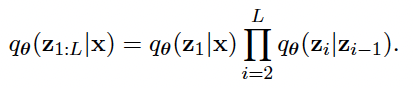 q_θ(z_{1:L}|x) = q_θ(z_1|x) ∏_{i=2}^{L} q_θ(z_i|z_{i−1}).